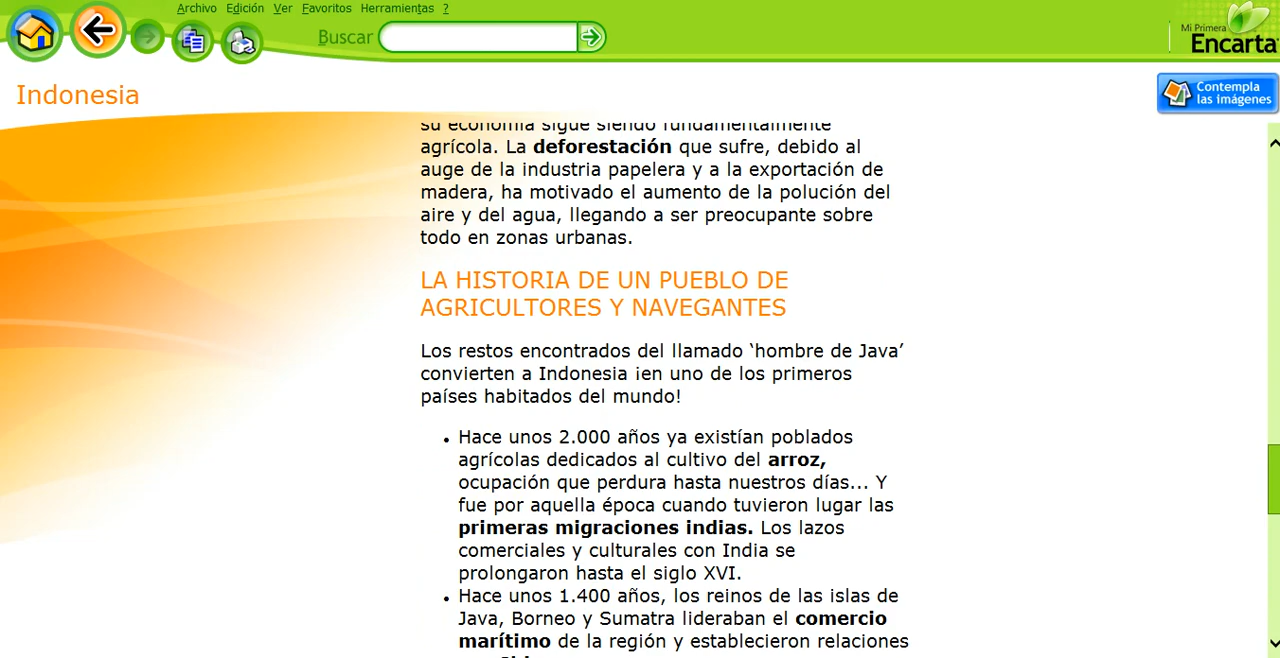 Archivo Edición Ver Favoritos Herramientas ?
Buscar
Mi Primera
Encarta
Indonesia
Contempla
las imágenes
su economía sigue siendo fundamentalmente
agrícola. La deforestación que sufre, debido al
auge de la industria papelera y a la exportación de
madera, ha motivado el aumento de la polución del
aire y del agua, llegando a ser preocupante sobre
todo en zonas urbanas.
LA HISTORIA DE UN PUEBLO DE
AGRICULTORES Y NAVEGANTES
Los restos encontrados del llamado ‘hombre de Java’
convierten a Indonesia ¡en uno de los primeros
países habitados del mundo!
• Hace unos 2.000 años ya existían poblados
agrícolas dedicados al cultivo del arroz,
ocupación que perdura hasta nuestros días... Y
fue por aquella época cuando tuvieron lugar las
primeras migraciones indias. Los lazos
comerciales y culturales con India se
prolongaron hasta el siglo XVI.
• Hace unos 1.400 años, los reinos de las islas de
Java, Borneo y Sumatra lideraban el comercio
marítimo de la región y establecieron relaciones